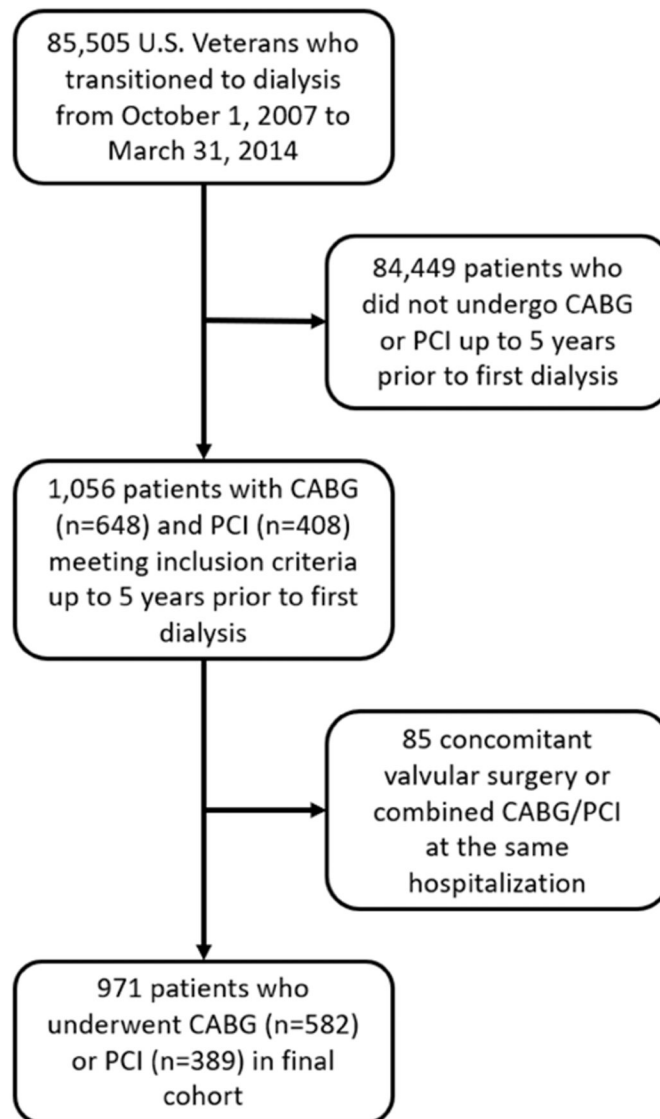 85,505 U.S. Veterans who
transitioned to dialysis
from October 1, 2007 to
March 31, 2014
84,449 patients who
did not undergo CABG
or PCI up to 5 years
prior to first dialysis
1,056 patients with CABG
(n=648) and PCI (n=408)
meeting inclusion criteria
up to 5 years prior to first
dialysis
85 concomitant
valvular surgery or
combined CABG/PCI
at the same
hospitalization
971 patients who
underwent CABG (n=582)
or PCI (n=389) in final
cohort